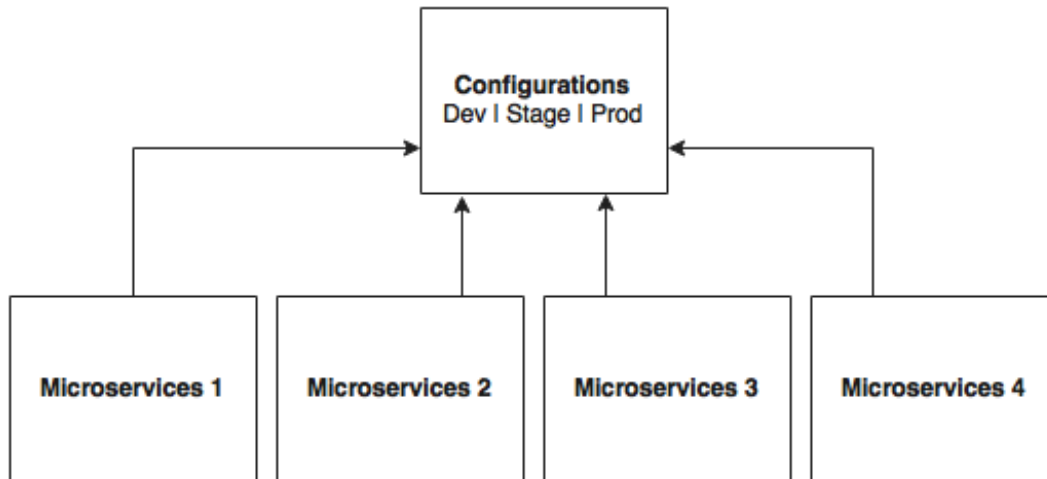 Configurations
Dev | Stage | Prod
Microservices 1
Microservices 2
Microservices 3
Microservices 4